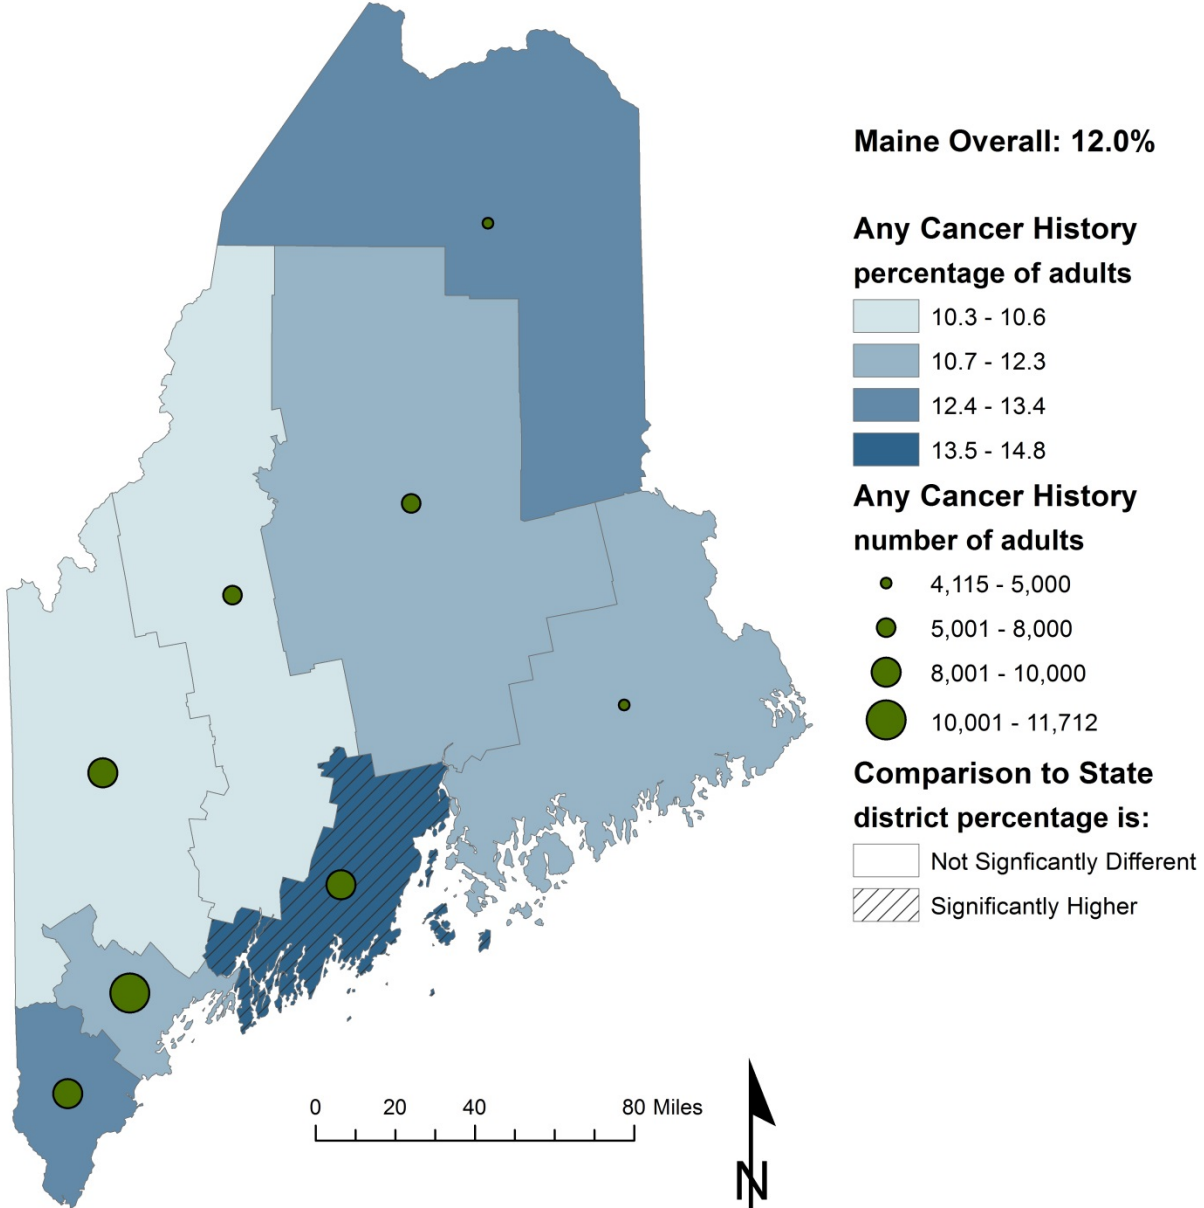 Maine Overall: 12.0%
Any Cancer History
percentage of adults
10.3 - 10.6
10.7 - 12.3
12.4 - 13.4
13.5 - 14.8
Any Cancer History
number of adults
4,115 - 5,000
5,001 - 8,000
8,001 - 10,000
10,001 - 11,712
Comparison to State
district percentage is:
Not Signficantly Different
Significantly Higher
0 20 40 80 Miles
N